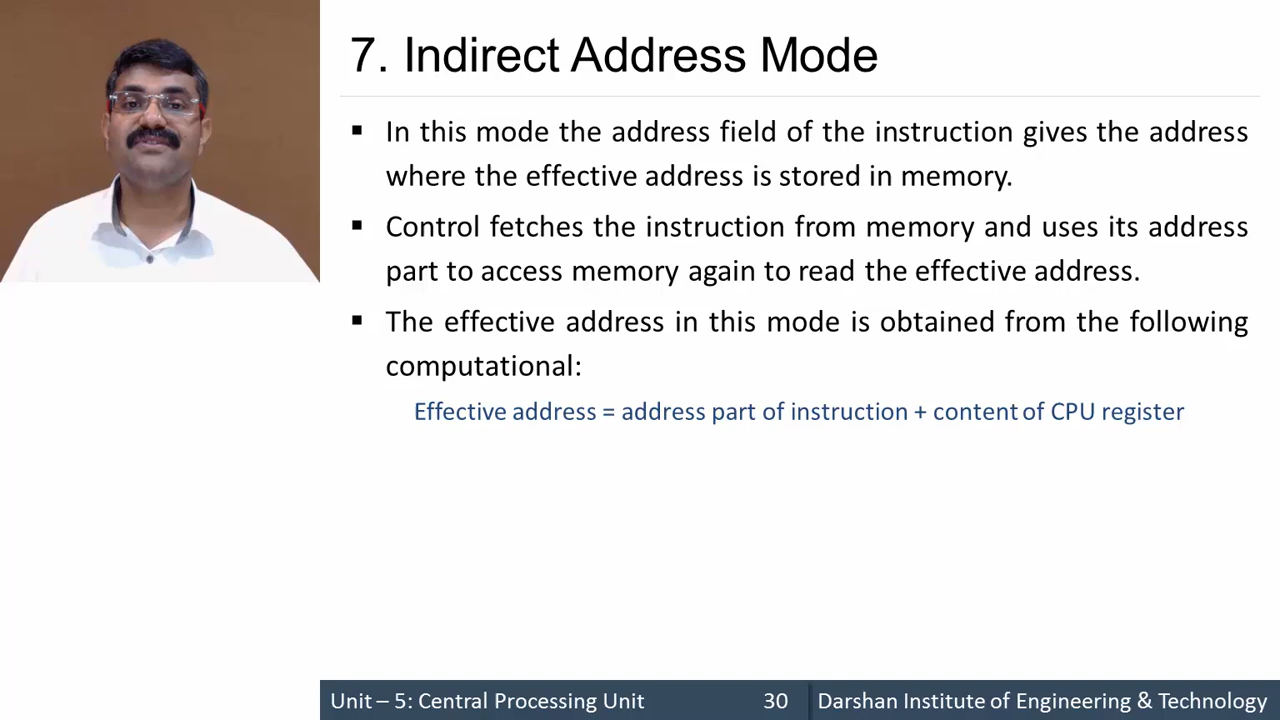 7. Indirect Address Mode
▪ In this mode the address field of the instruction gives the address
where the effective address is stored in memory.
▪ Control fetches the instruction from memory and uses its address
part to access memory again to read the effective address.
▪ The effective address in this mode is obtained from the following
computational:
Effective address = address part of instruction + content of CPU register
Unit – 5: Central Processing Unit 30 Darshan Institute of Engineering & Technology